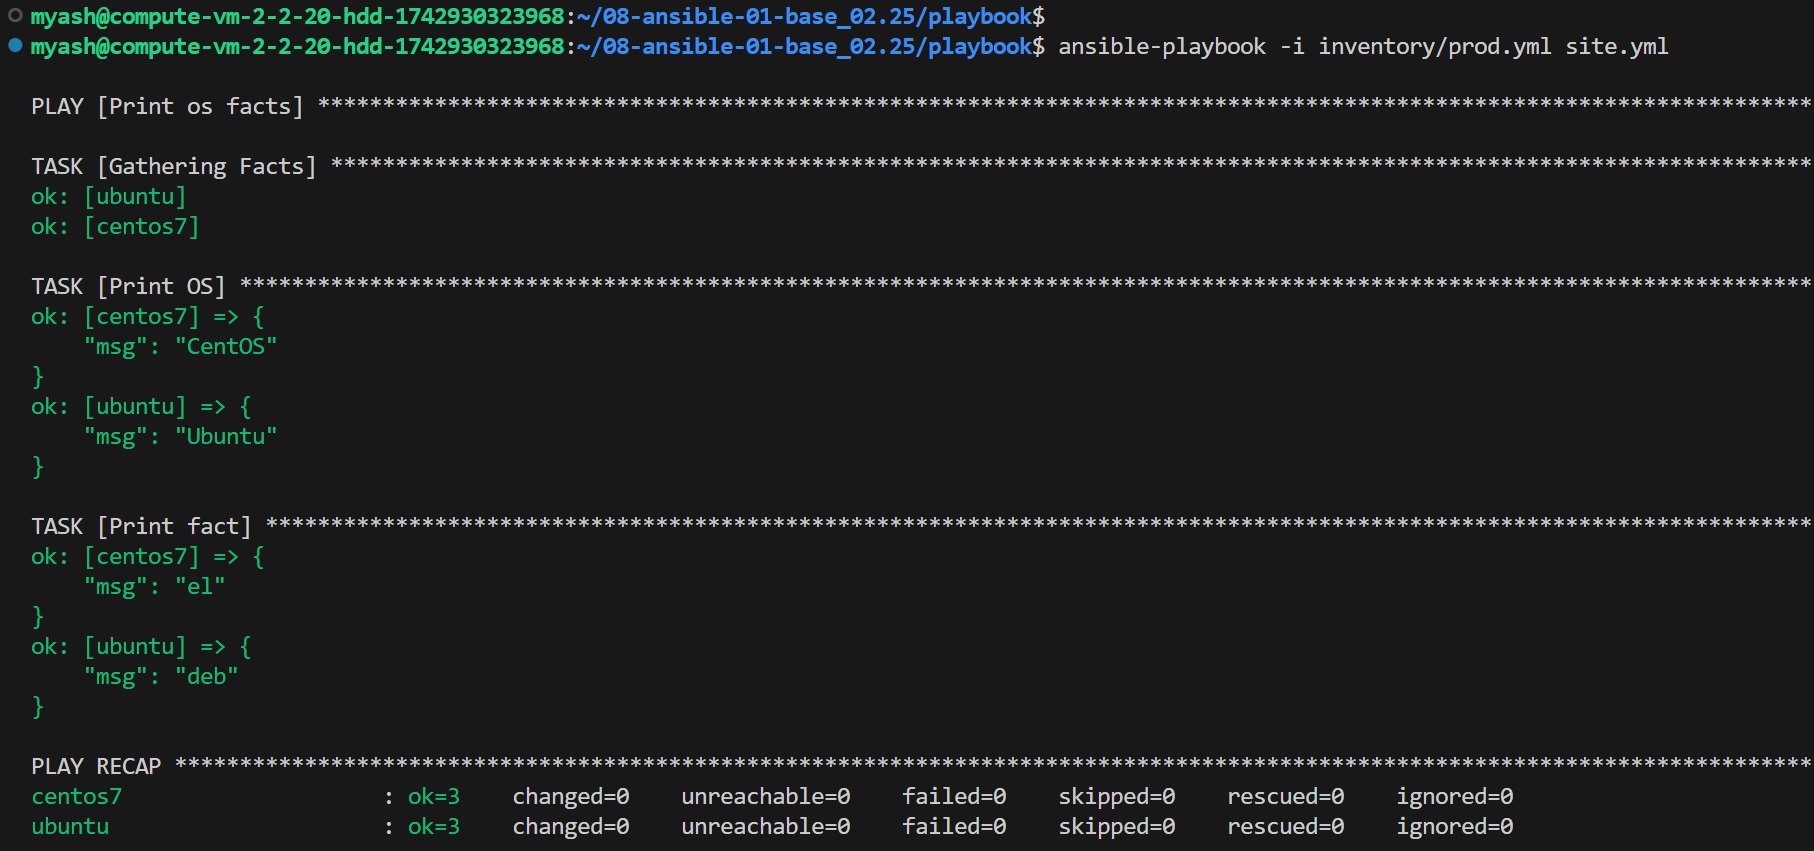 myash@compute-vm-2-2-20-hdd-1742930323968:~/08-ansible-01-base_02.25/playbook$
myash@compute-vm-2-2-20-hdd-1742930323968:~/08-ansible-01-base_02.25/playbook$ ansible-playbook -i inventory/prod.yml site.yml
PLAY [Print os facts] *******************************************************************************************************************
TASK [Gathering Facts] ******************************************************************************************************************
ok: [ubuntu]
ok: [centos7]
TASK [Print OS] *************************************************************************************************************************
ok: [centos7] => {
    "msg": "CentOS"
}
ok: [ubuntu] => {
    "msg": "Ubuntu"
}
TASK [Print fact] ***********************************************************************************************************************
ok: [centos7] => {
    "msg": "el"
}
ok: [ubuntu] => {
    "msg": "deb"
}
PLAY RECAP ******************************************************************************************************************************
centos7                    : ok=3    changed=0    unreachable=0    failed=0    skipped=0    rescued=0    ignored=0
ubuntu                     : ok=3    changed=0    unreachable=0    failed=0    skipped=0    rescued=0    ignored=0